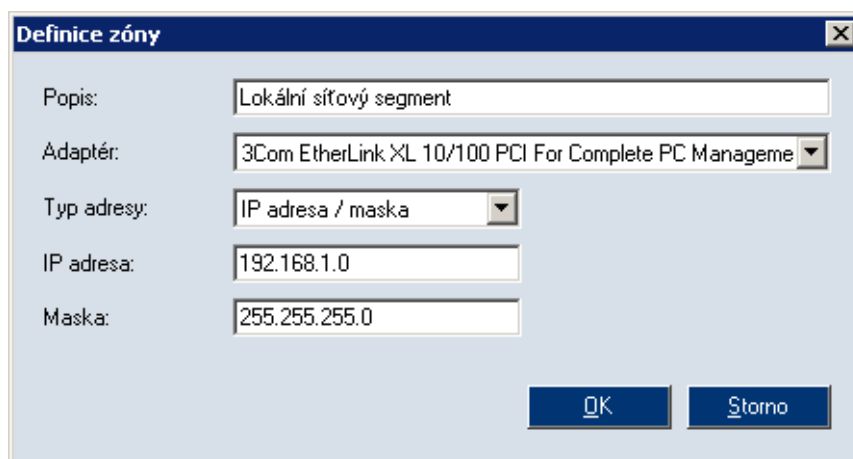 Definice zóny
Popis: Lokální síťový segment
Adaptér: 3Com EtherLink XL 10/100 PCI For Complete PC Manageme
Typ adresy: IP adresa / maska
IP adresa: 192.168.1.0
Maska: 255.255.255.0
OK Storno